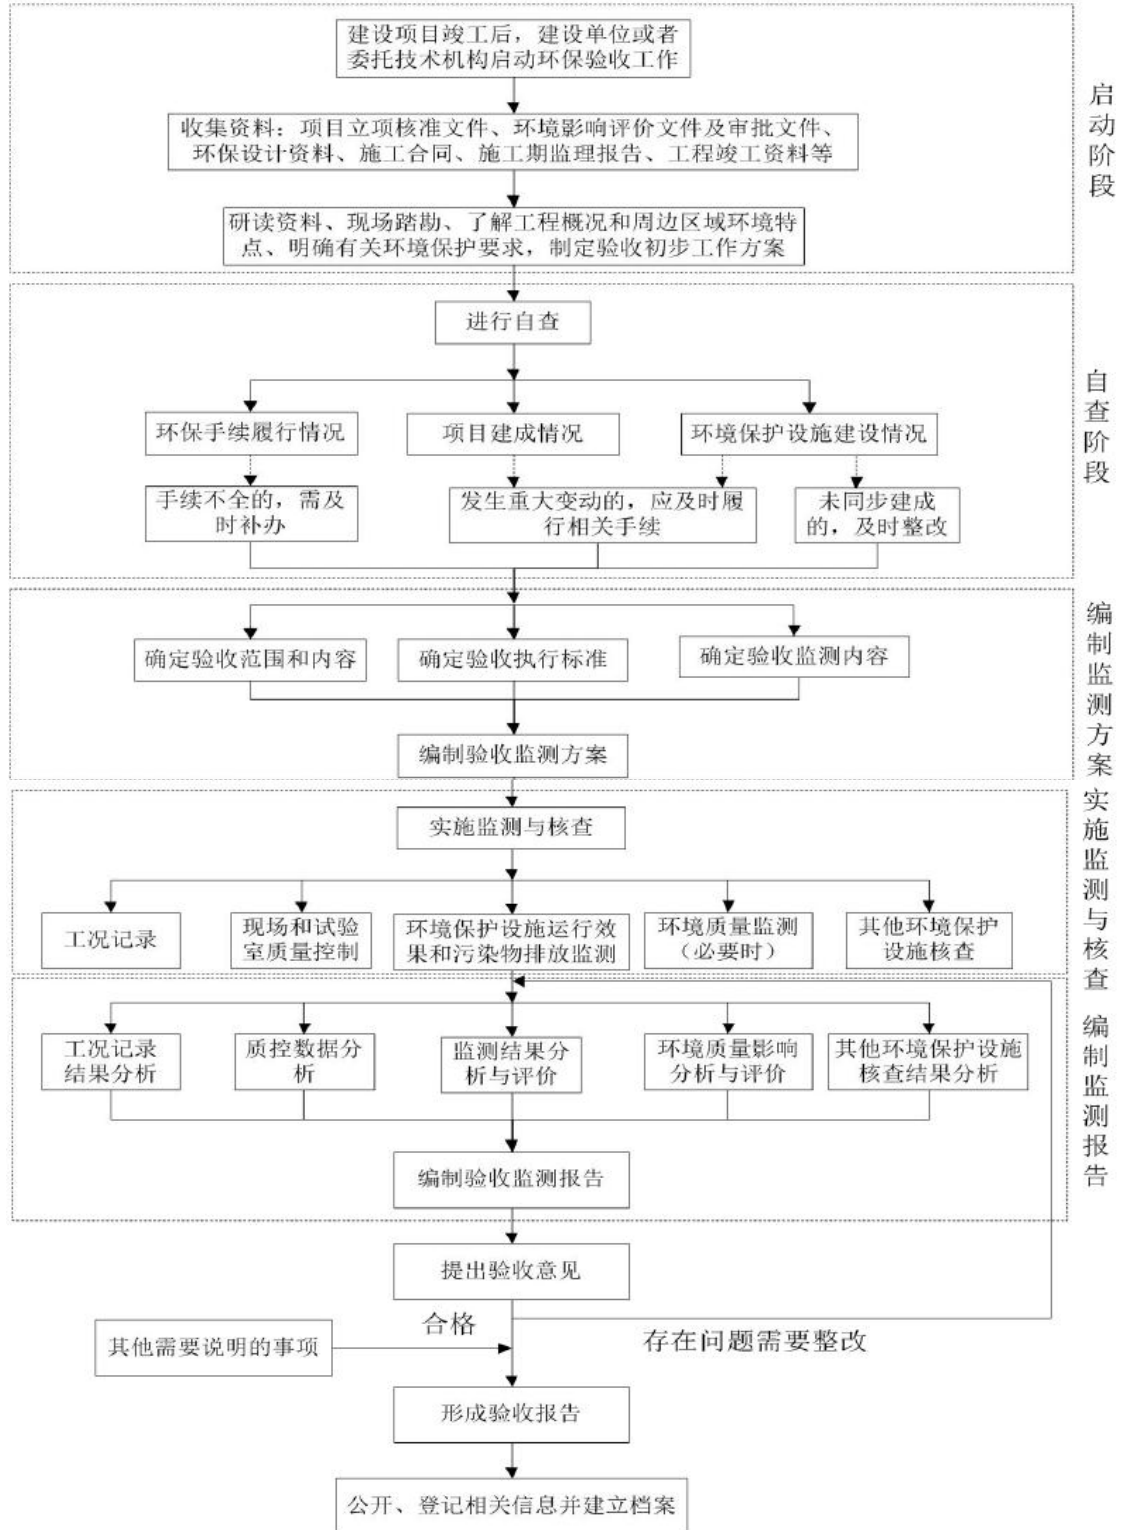 建设项目竣工后，建设单位或者
委托技术机构启动环保验收工作
收集资料：项目立项核准文件、环境影响评价文件及审批文件、
环保设计资料、施工合同、施工期监理报告、工程竣工资料等
研读资料、现场踏勘、了解工程概况和周边区域环境特
点、明确有关环境保护要求，制定验收初步工作方案
启动阶段
进行自查
环保手续履行情况
项目建成情况
环境保护设施建设情况
手续不全的，需及
时补办
发生重大变动的，应及时履
行相关手续
未同步建成
的，及时整改
自查阶段
确定验收范围和内容
确定验收执行标准
确定验收监测内容
编制验收监测方案
编制监测方案
实施监测与核查
工况记录
现场和试验
室质量控制
环境保护设施运行效
果和污染物排放监测
环境质量监测
（必要时）
其他环境保护
设施核查
实施监测与核查
工况记录
结果分析
质控数据分
析
监测结果分
析与评价
环境质量影响
分析与评价
其他环境保护设施
核查结果分析
编制验收监测报告
编制监测报告
提出验收意见
合格
存在问题需要整改
其他需要说明的事项
形成验收报告
公开、登记相关信息并建立档案